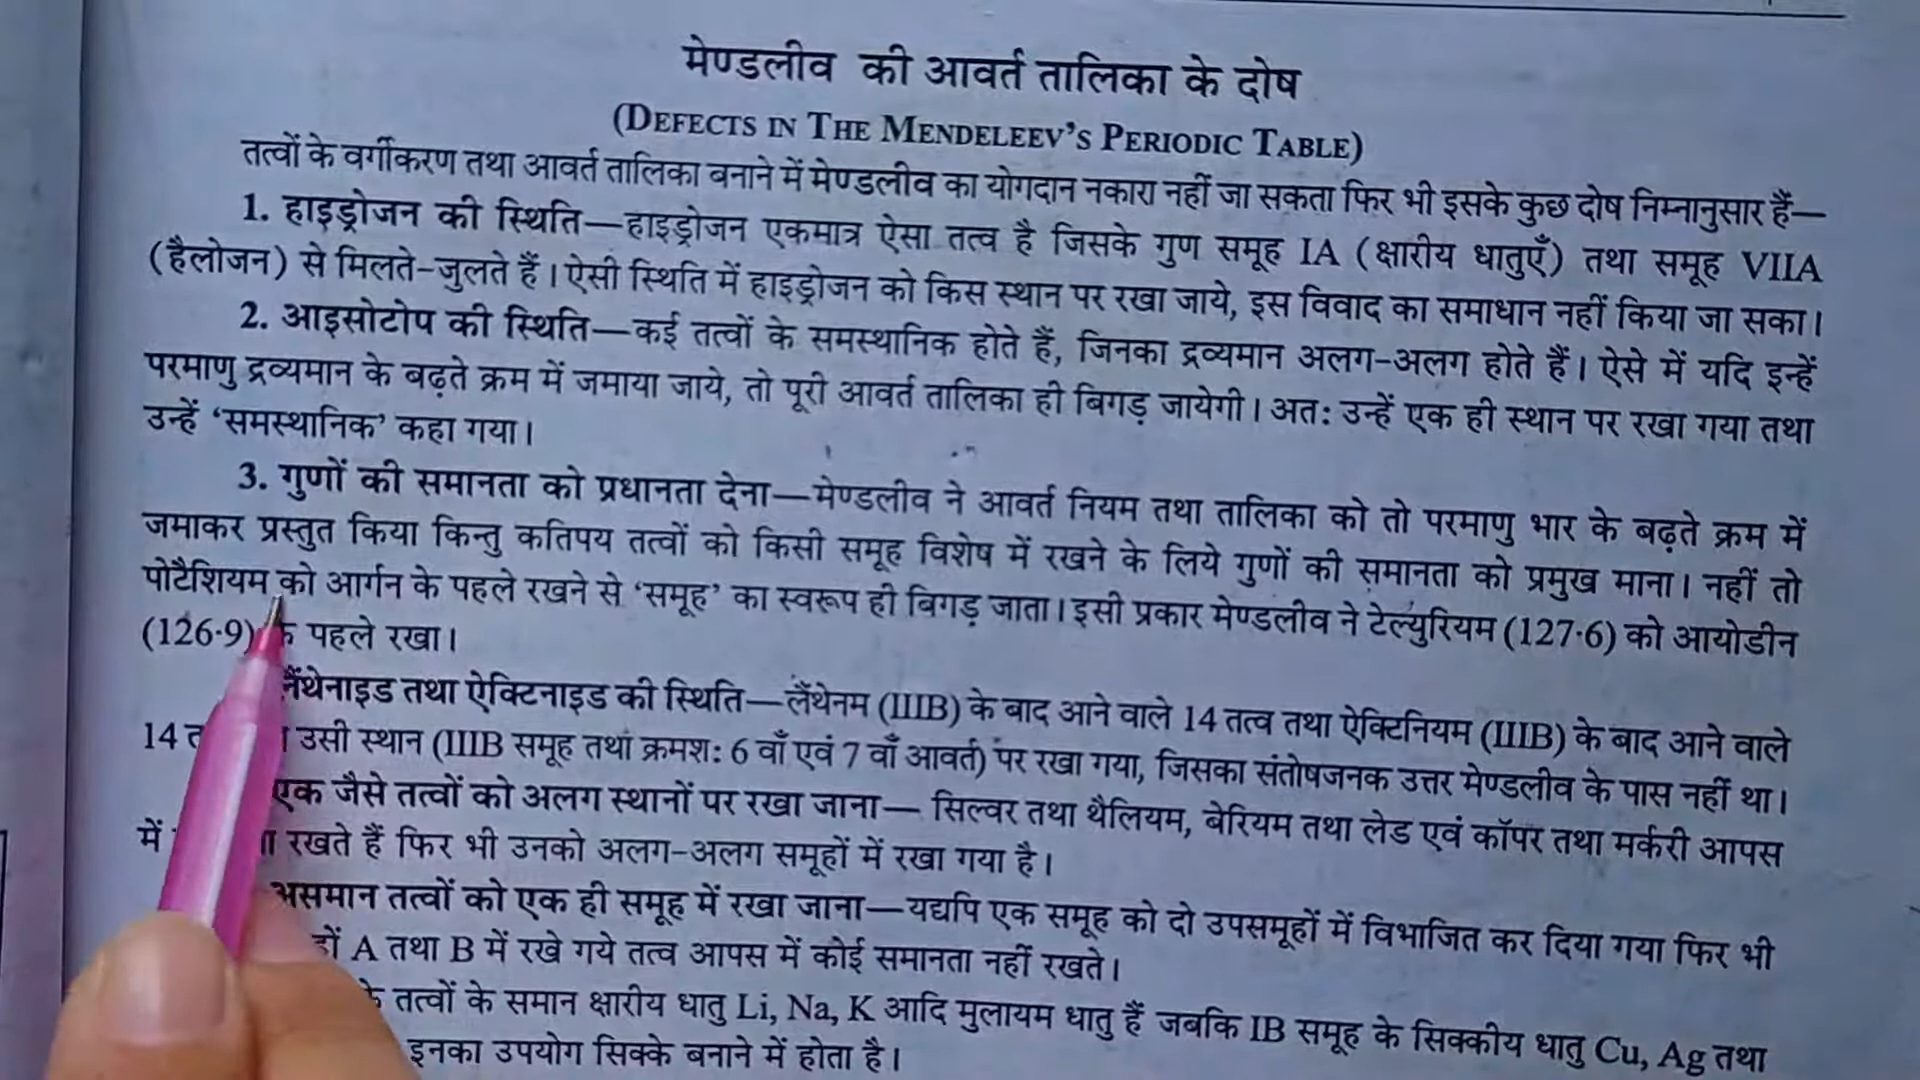 मेण्डलीव की आवर्त तालिका के दोष
(DEFECTS IN THE MENDELEEV'S PERIODIC TABLE)
तत्वों के वर्गीकरण तथा आवर्त तालिका बनाने में मेण्डलीव का योगदान नकारा नहीं जा सकता फिर भी इसके कुछ दोष निम्नानुसार हैं—
1. हाइड्रोजन की स्थिति—हाइड्रोजन एकमात्र ऐसा तत्व है जिसके गुण समूह IA (क्षारीय धातुएँ) तथा समूह VIIA
(हैलोजन) से मिलते-जुलते हैं। ऐसी स्थिति में हाइड्रोजन को किस स्थान पर रखा जाये, इस विवाद का समाधान नहीं किया जा सका।
2. आइसोटोप की स्थिति—कई तत्वों के समस्थानिक होते हैं, जिनका द्रव्यमान अलग-अलग होते हैं। ऐसे में यदि इन्हें
परमाणु द्रव्यमान के बढ़ते क्रम में जमाया जाये, तो पूरी आवर्त तालिका ही बिगड़ जायेगी। अतः उन्हें एक ही स्थान पर रखा गया तथा
उन्हें ‘समस्थानिक’ कहा गया।
3. गुणों की समानता को प्रधानता देना—मेण्डलीव ने आवर्त नियम तथा तालिका को तो परमाणु भार के बढ़ते क्रम में
जमाकर प्रस्तुत किया किन्तु कतिपय तत्वों को किसी समूह विशेष में रखने के लिये गुणों की समानता को प्रमुख माना। नहीं तो
पोटैशियम को आर्गन के पहले रखने से ‘समूह’ का स्वरूप ही बिगड़ जाता। इसी प्रकार मेण्डलीव ने टेल्युरियम (127·6) को आयोडीन
(126·9) के पहले रखा।
लैंथेनाइड तथा ऐक्टिनाइड की स्थिति—लैंथेनम (IIIB) के बाद आने वाले 14 तत्व तथा ऐक्टिनियम (IIIB) के बाद आने वाले
14 उसी स्थान (IIIB समूह तथा क्रमशः 6 वाँ एवं 7 वाँ आवर्त) पर रखा गया, जिसका संतोषजनक उत्तर मेण्डलीव के पास नहीं था।
एक जैसे तत्वों को अलग स्थानों पर रखा जाना— सिल्वर तथा थैलियम, बेरियम तथा लेड एवं कॉपर तथा मर्करी आपस
में रखते हैं फिर भी उनको अलग-अलग समूहों में रखा गया है।
असमान तत्वों को एक ही समूह में रखा जाना—यद्यपि एक समूह को दो उपसमूहों में विभाजित कर दिया गया फिर भी
A तथा B में रखे गये तत्व आपस में कोई समानता नहीं रखते।
के तत्वों के समान क्षारीय धातु Li, Na, K आदि मुलायम धातु हैं जबकि IB समूह के सिक्कीय धातु Cu, Ag तथा
इनका उपयोग सिक्के बनाने में होता है।